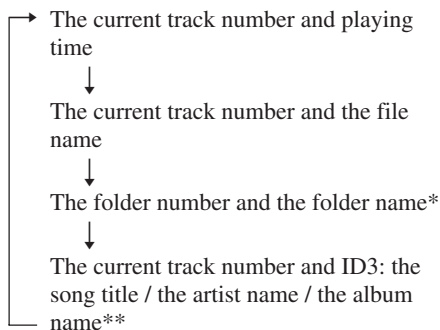 The current track number and playing
time
The current track number and the file
name
The folder number and the folder name*
The current track number and ID3: the
song title / the artist name / the album
name**